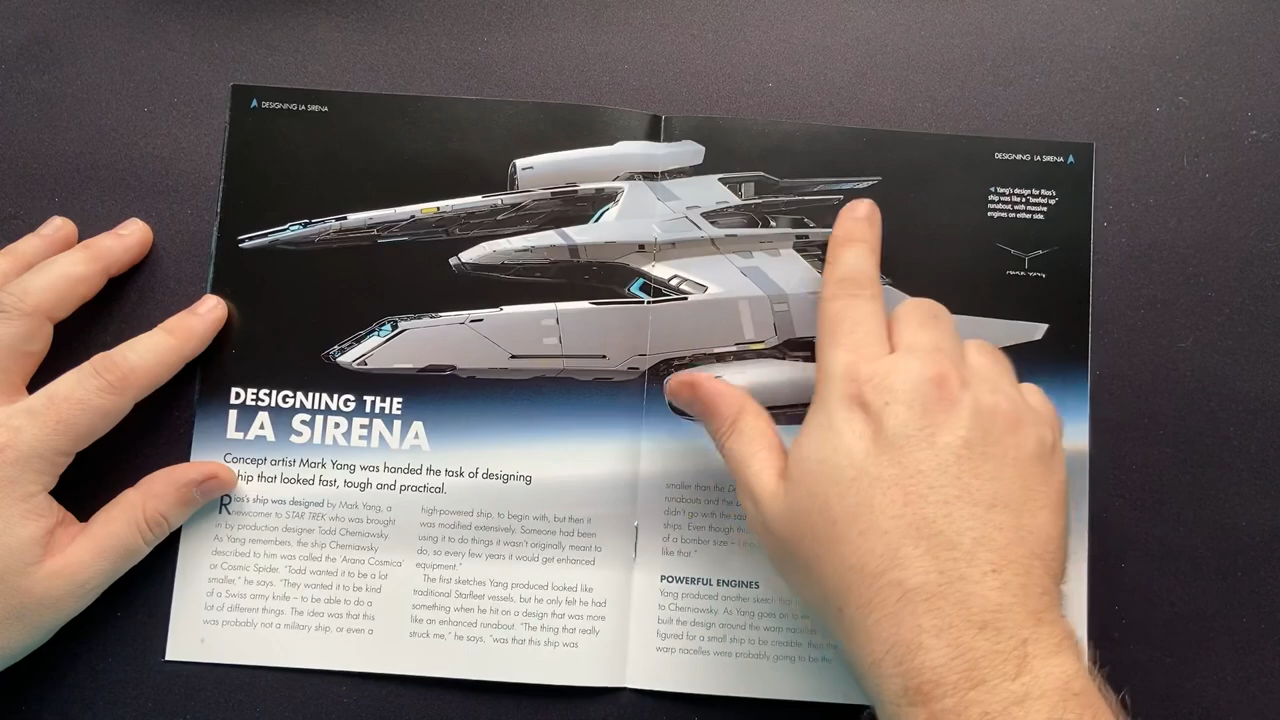 DESIGNING LA SIRENA
DESIGNING LA SIRENA
Yang's design for Rios's
ship was like a "beefed up"
runabout, with massive
engines on either side.
MARK YANG
DESIGNING THE
LA SIRENA
Concept artist Mark Yang was handed the task of designing
ship that looked fast, tough and practical.
Rios's ship was designed by Mark Yang, a
newcomer to STAR TREK who was brought
in by production designer Todd Cherniawsky.
As Yang remembers, the ship Cherniawsky
described to him was called the 'Arana Cosmica'
or Cosmic Spider. "Todd wanted it to be a lot
smaller," he says. "They wanted it to be kind
of a Swiss army knife – to be able to do a
lot of different things. The idea was that this
was probably not a military ship, or even a
high-powered ship, to begin with, but then it
was modified extensively. Someone had been
using it to do things it wasn't originally meant to
do, so every few years it would get enhanced
equipment."
The first sketches Yang produced looked like
traditional Starfleet vessels, but he only felt he had
something when he hit on a design that was more
like an enhanced runabout. "The thing that really
struck me," he says, "was that this ship was
smaller than the
runabouts and the
didn't go with the
ships. Even though
of a bomber size –
like that."
POWERFUL ENGINES
Yang produced another sketch
to Cherniawsky. As Yang goes on to
built the design around the warp nacelles
figured for a small ship to be credible, then the
warp nacelles were probably going to be the